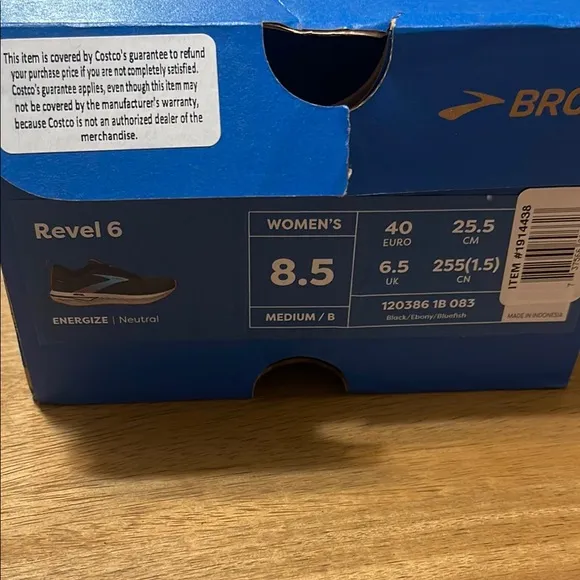 This item is covered by Costco's guarantee to refund
your purchase price if you are not completely satisfied.
Costco's guarantee applies, even though this item may
not be covered by the manufacturer's warranty,
because Costco is not an authorized dealer of the
merchandise.
BRO
Revel 6
ENERGIZE | Neutral
WOMEN'S
8.5
MEDIUM / B
40
EURO
25.5
CM
6.5
UK
255(1.5)
CN
120386 1B 083
Black/Ebony/Bluefish
ITEM #1914438
MADE IN INDONESIA